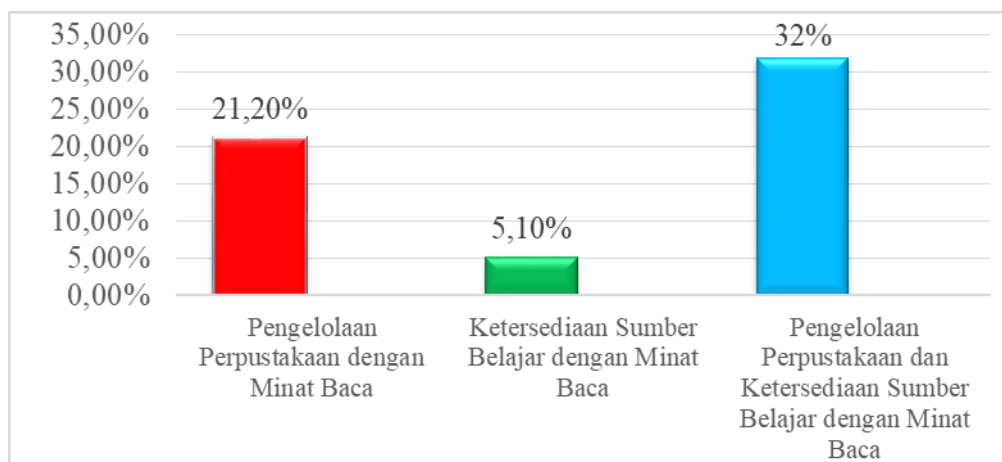 35,00%
30,00%
25,00%
20,00%
15,00%
10,00%
5,00%
0,00%
21,20%
5,10%
32%
Pengelolaan
Perpustakaan dengan
Minat Baca
Ketersediaan Sumber
Belajar dengan Minat
Baca
Pengelolaan
Perpustakaan dan
Ketersediaan Sumber
Belajar dengan Minat
Baca